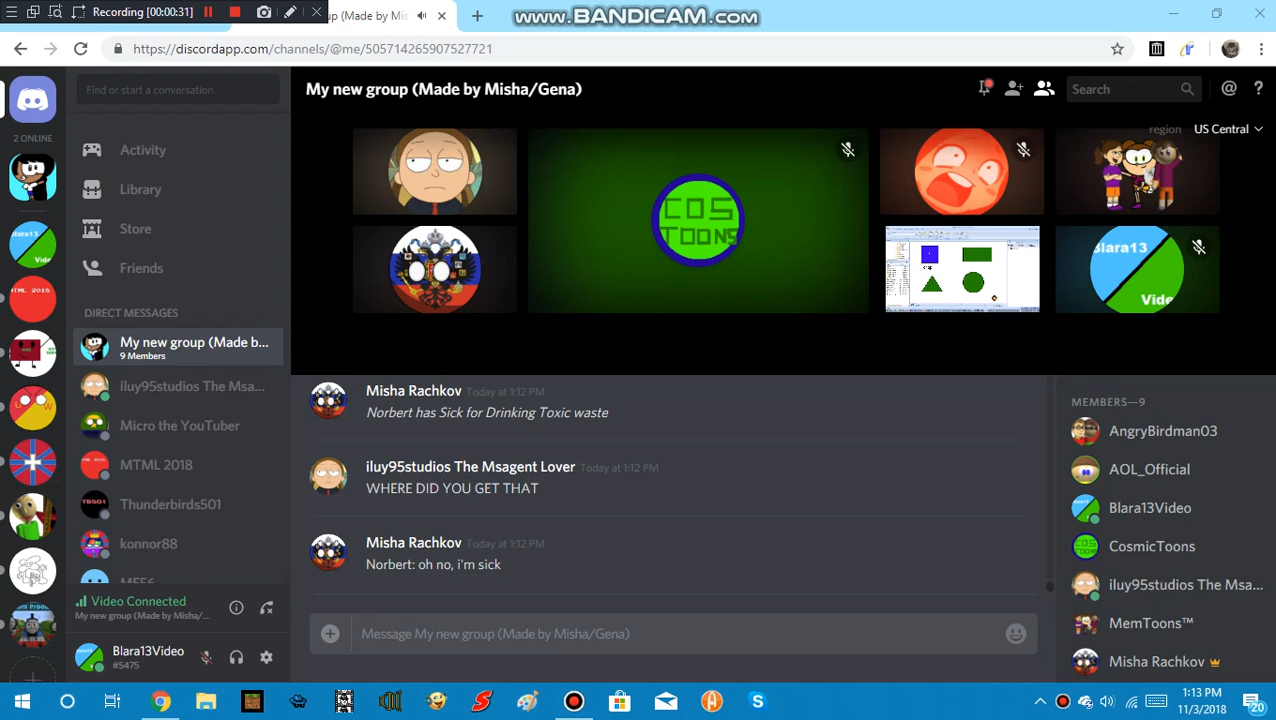 Recording [00:00:31]
up (Made by Mis
www.BANDICAM.com
https://discordapp.com/channels/@me/505714265907527721
Find or start a conversation
My new group (Made by Misha/Gena)
Search
region US Central
2 ONLINE
Activity
Library
Store
Friends
DIRECT MESSAGES
My new group (Made b...
9 Members
iluy95studios The Msa...
Micro the YouTuber
MTML 2018
Thunderbirds501
konnor88
MEE6
Video Connected
My new group (Made by Misha/...
Blara13Video
#5475
COS
TOONS
Blara13
Vide
Misha Rachkov Today at 1:12 PM
Norbert has Sick for Drinking Toxic waste
iluy95studios The Msagent Lover Today at 1:12 PM
WHERE DID YOU GET THAT
Misha Rachkov Today at 1:12 PM
Norbert: oh no, i'm sick
Message My new group (Made by Misha/Gena)
MEMBERS—9
AngryBirdman03
AOL_Official
Blara13Video
CosmicToons
iluy95studios The Msa...
MemToons™
Misha Rachkov
1:13 PM
11/3/2018
20